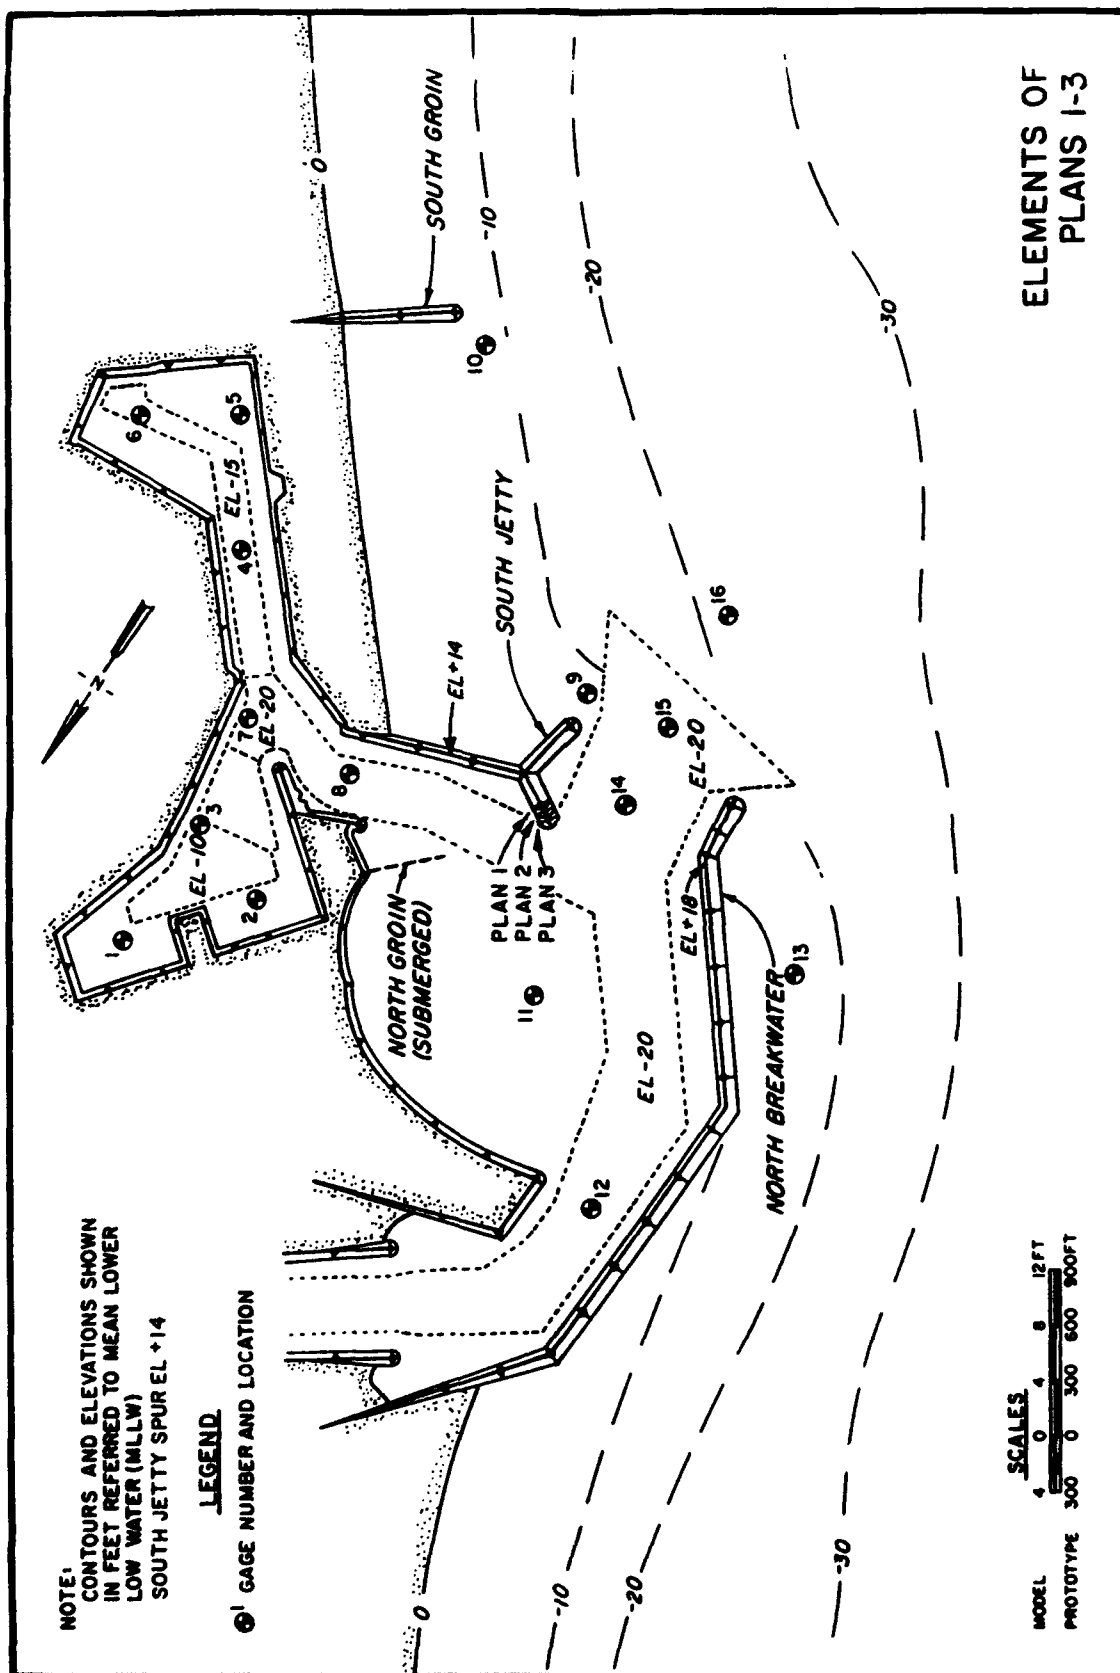 NOTE:
CONTOURS AND ELEVATIONS SHOWN
IN FEET REFERRED TO MEAN LOWER
LOW WATER (MLLW)
SOUTH JETTY SPUR EL +14
LEGEND
1 GAGE NUMBER AND LOCATION
N
1
2
3
4
5
6
7
8
9
10
11
12
13
14
15
16
EL-10
EL-20
EL-15
EL+14
SOUTH JETTY
SOUTH GROIN
NORTH GROIN
(SUBMERGED)
PLAN 1
PLAN 2
PLAN 3
EL-20
EL-20
EL+18
NORTH BREAKWATER
0
-10
-20
-30
0
-10
-20
-30
SCALES
MODEL 4 0 4 8 12FT
PROTOTYPE 300 0 300 600 900FT
ELEMENTS OF
PLANS 1-3